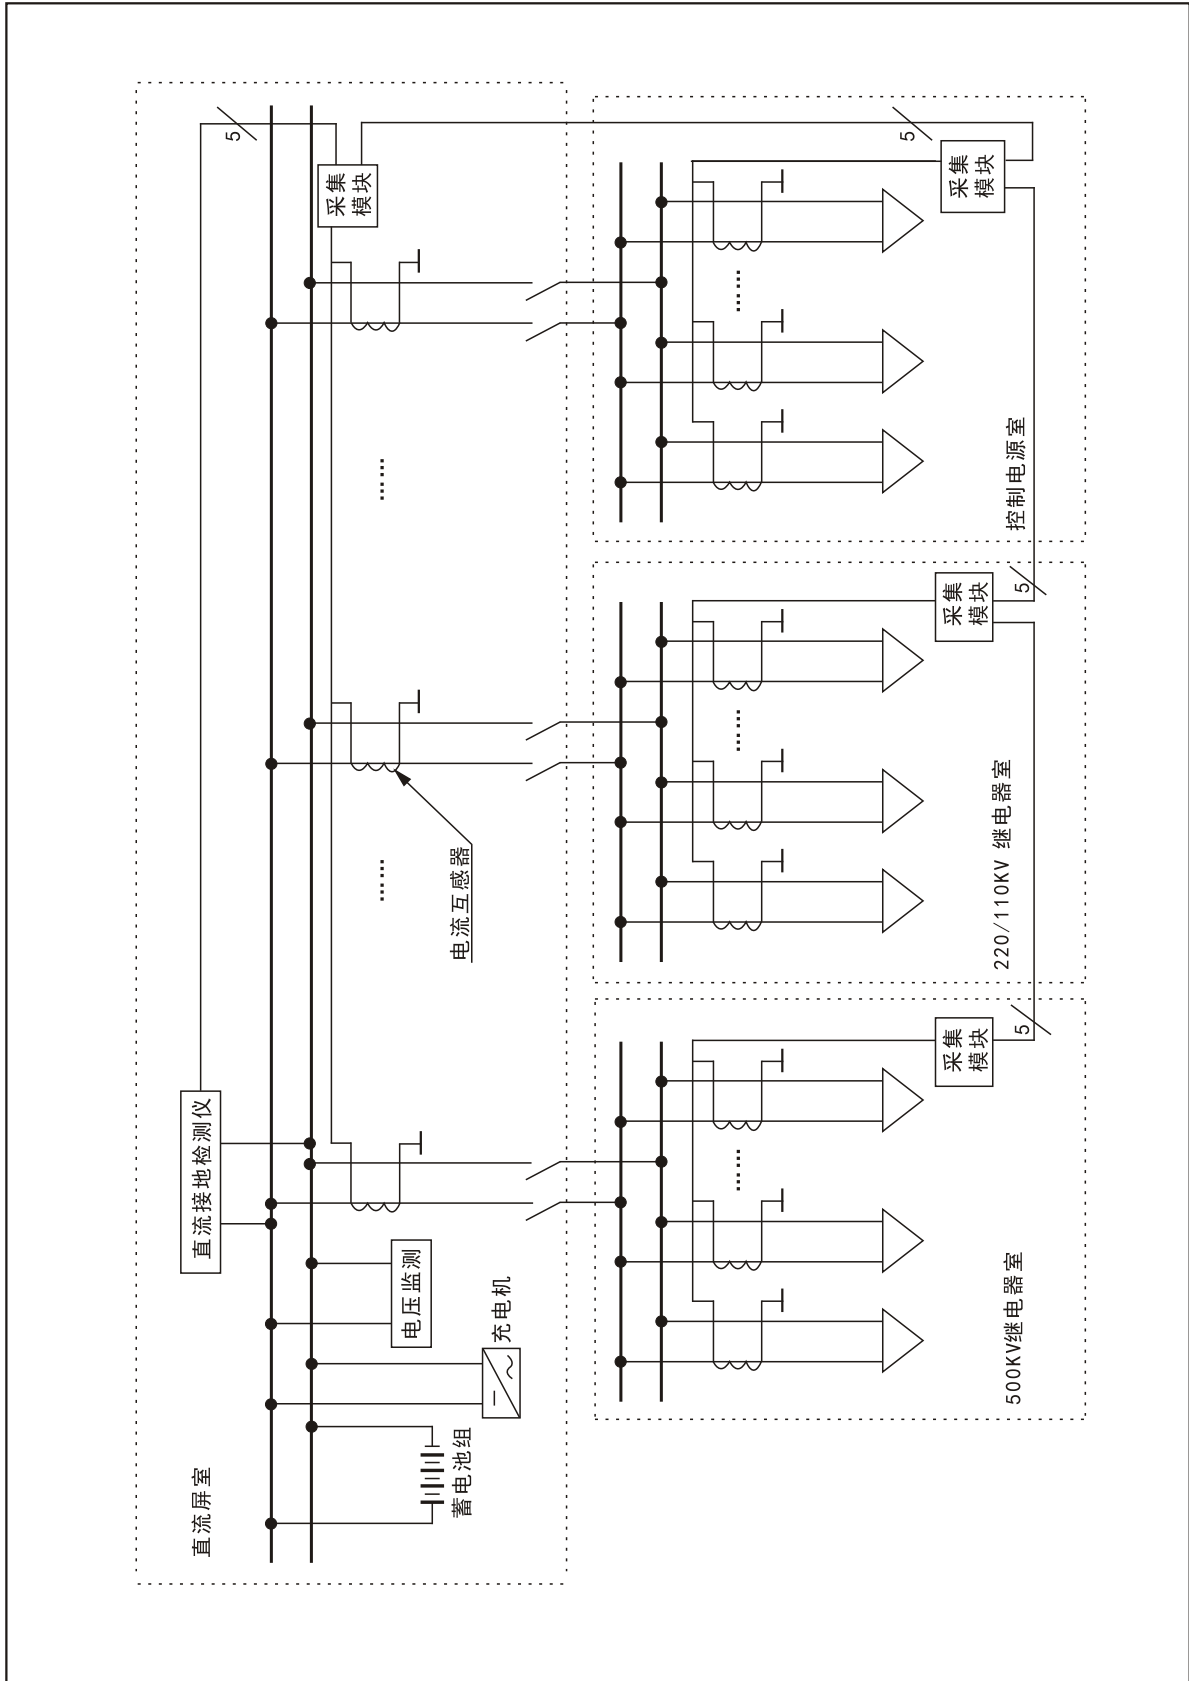 直流屏室
直流接地检测仪
5
采集
模块
电压监测
充电机
蓄电池组
电流互感器
5
采集
模块
控制电源室
5
采集
模块
220/110KV 继电器室
5
采集
模块
500KV继电器室